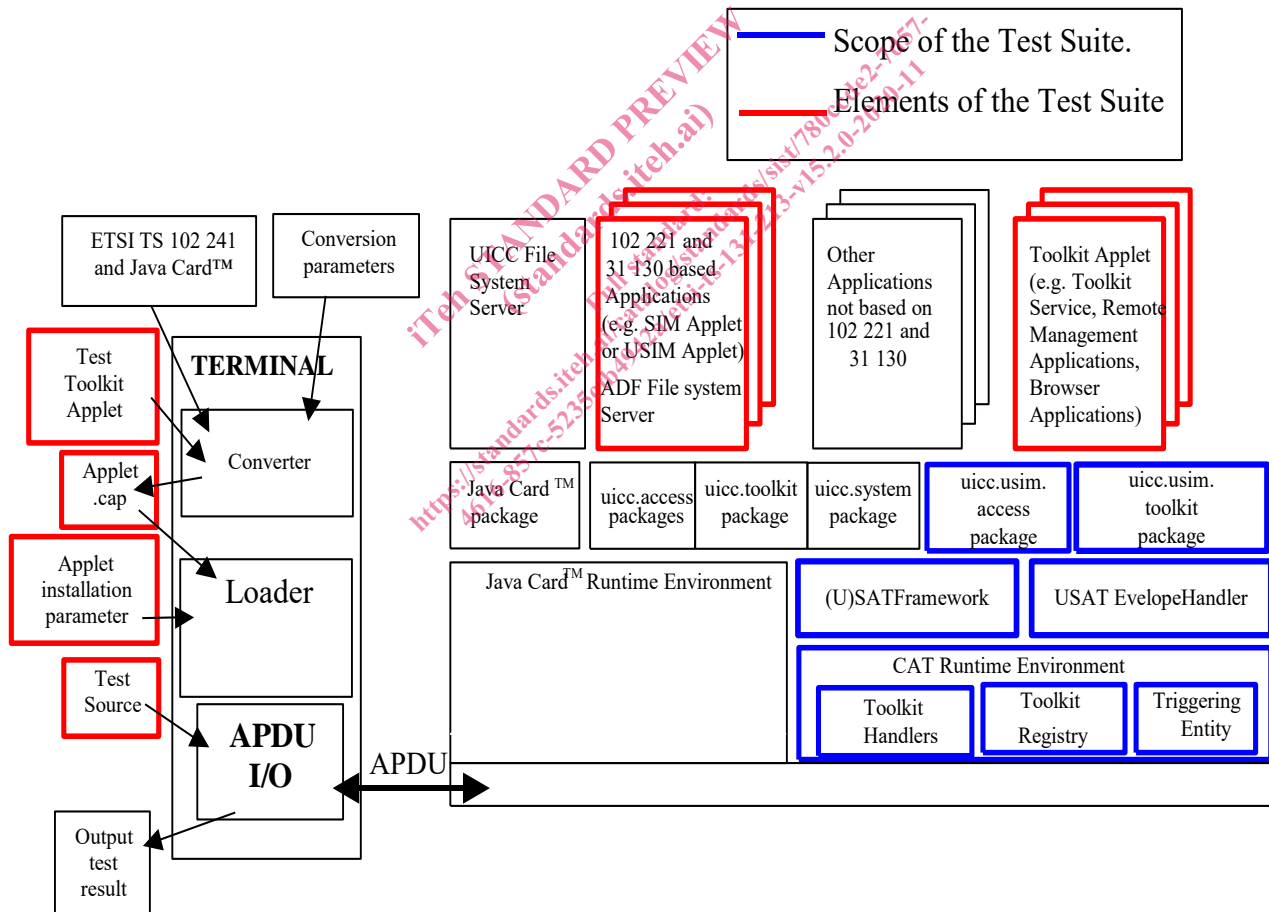 Scope of the Test Suite.
Elements of the Test Suite
iTeh STANDARD PREVIEW
(standards.iteh.ai)
Full standard:
ETSI TS 102 241
and Java Card™
Conversion
parameters
Test
Toolkit
Applet
Applet
.cap
Applet
installation
parameter
Test
Source
Output
test
result
TERMINAL
Converter
Loader
APDU
I/O
APDU
UICC File
System
Server
102 221 and
31 130 based
Applications
(e.g. SIM Applet
or USIM Applet)
ADF File system
Server
Other
Applications
not based on
102 221 and
31 130
Toolkit Applet
(e.g. Toolkit
Service, Remote
Management
Applications,
Browser
Applications)
Java Card ™
package
uicc.access
packages
uicc.toolkit
package
uicc.system
package
uicc.usim.
access
package
uicc.usim.
toolkit
package
Java Card™ Runtime Environment
(U)SATFramework
USAT EvelopeHandler
CAT Runtime Environment
Toolkit
Handlers
Toolkit
Registry
Triggering
Entity